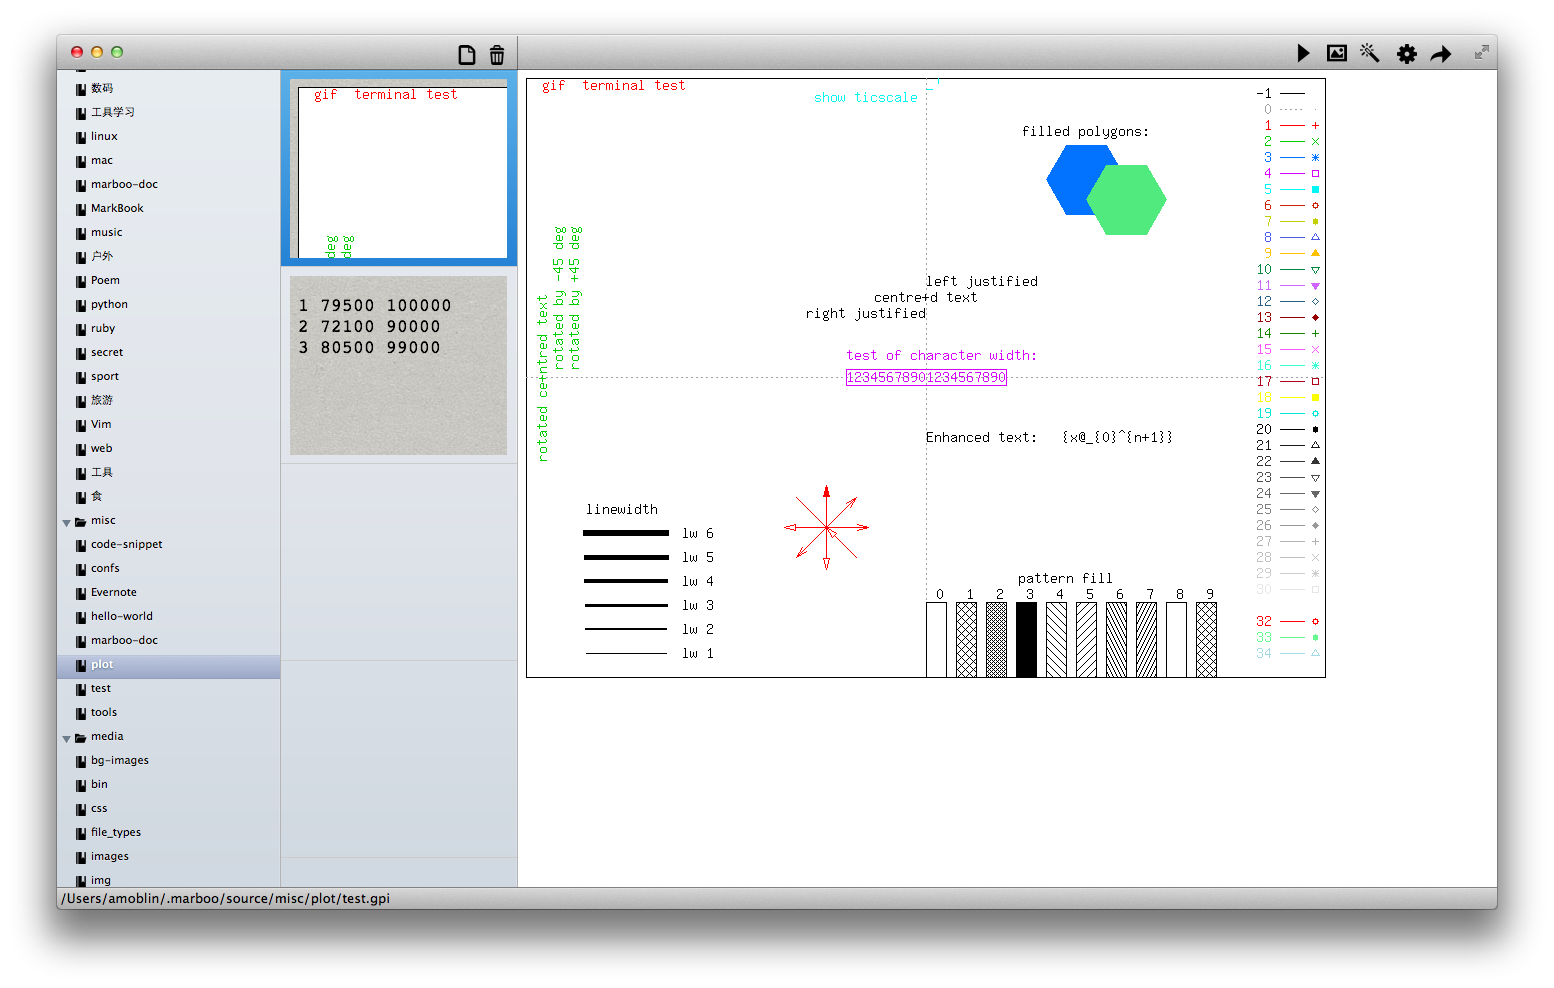 数码
工具学习
linux
mac
marboo-doc
MarkBook
music
户外
Poem
python
ruby
secret
sport
旅游
Vim
web
工具
食
misc
code-snippet
confs
Evernote
hello-world
marboo-doc
plot
test
tools
media
bg-images
bin
css
file_types
images
img
gif terminal test
deg
deg
1 79500 100000
2 72100 90000
3 80500 99000
gif terminal test
show ticscale
filled polygons:
rotated ce+ntred text
rotated by -45 deg
rotated by +45 deg
left justified
centre+d text
right justified
test of character width:
12345678901234567890
Enhanced text: {x@_{0}^{n+1}}
linewidth
lw 6
lw 5
lw 4
lw 3
lw 2
lw 1
pattern fill
0 1 2 3 4 5 6 7 8 9
-1
0
1
2
3
4
5
6
7
8
9
10
11
12
13
14
15
16
17
18
19
20
21
22
23
24
25
26
27
28
29
30
32
33
34
/Users/amoblin/.marboo/source/misc/plot/test.gpi